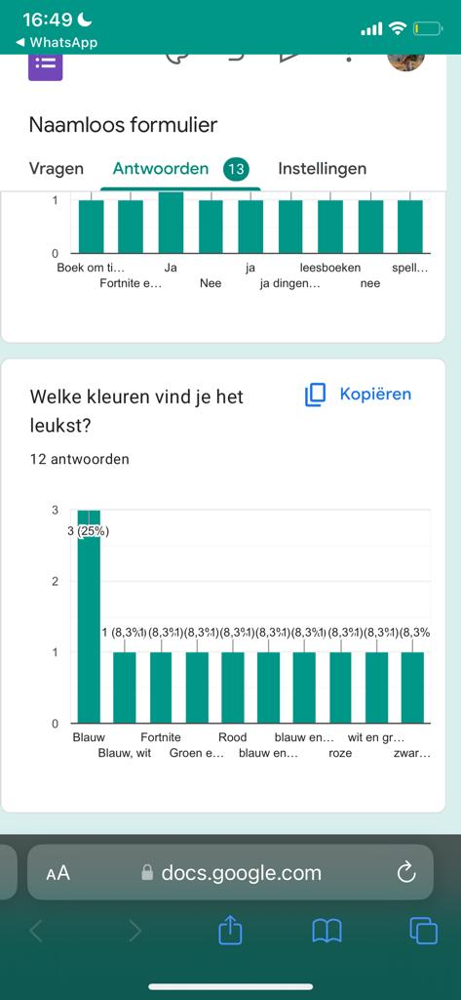 16:49
◀ WhatsApp
Naamloos formulier
Vragen Antwoorden 13 Instellingen
1
0
Boek om ti… Ja ja leesboeken spell…
Fortnite e… Nee ja dingen… nee
Welke kleuren vind je het Kopiëren
leukst?
12 antwoorden
3
3 (25%)
2
1 (8,3%1)(8,3%1)(8,3%1)(8,3%1)(8,3%1)(8,3%1)(8,3%1)(8,3%1)(8,3%
1
0
Blauw Fortnite Rood blauw en… wit en gr…
Blauw, wit Groen e… blauw en… roze zwar…
AA docs.google.com